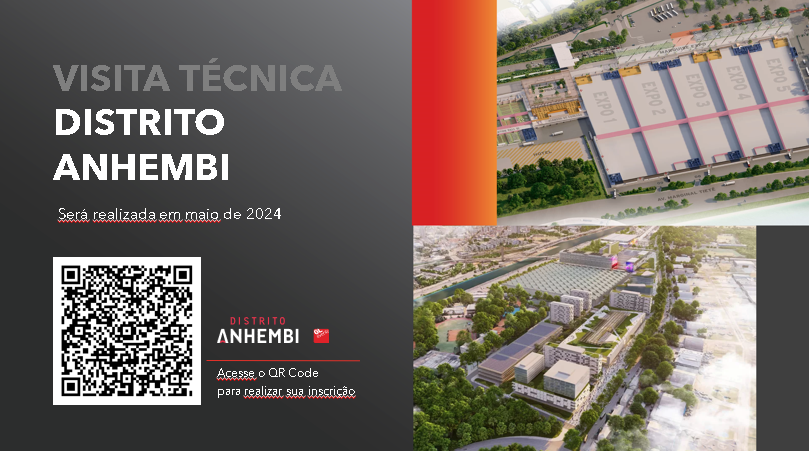 VISITA TÉCNICA
DISTRITO
ANHEMBI
Será realizada em maio de 2024
DISTRITO
ANHEMBI
Acesse o QR Code
para realizar sua inscrição
EXPO 1
EXPO 2
EXPO 3
EXPO 4
EXPO 5
HOTEL